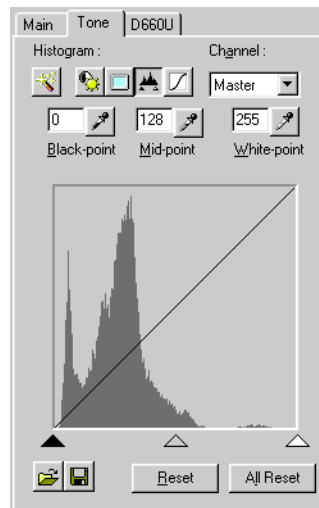 Main Tone D660U
Histogram : Channel :
Master
0 128 255
Black-point Mid-point White-point
Reset All Reset